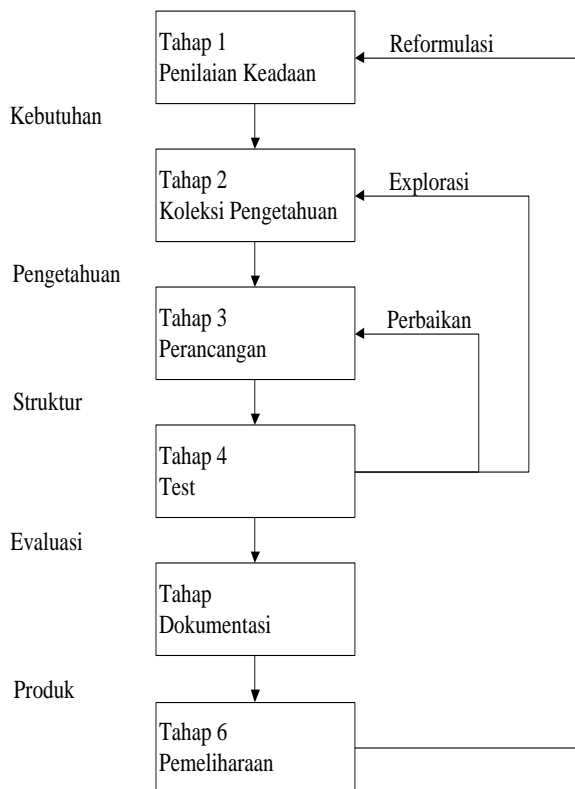 Tahap 1
Penilaian Keadaan
Reformulasi
Kebutuhan
Tahap 2
Koleksi Pengetahuan
Explorasi
Pengetahuan
Tahap 3
Perancangan
Perbaikan
Struktur
Tahap 4
Test
Evaluasi
Tahap
Dokumentasi
Produk
Tahap 6
Pemeliharaan